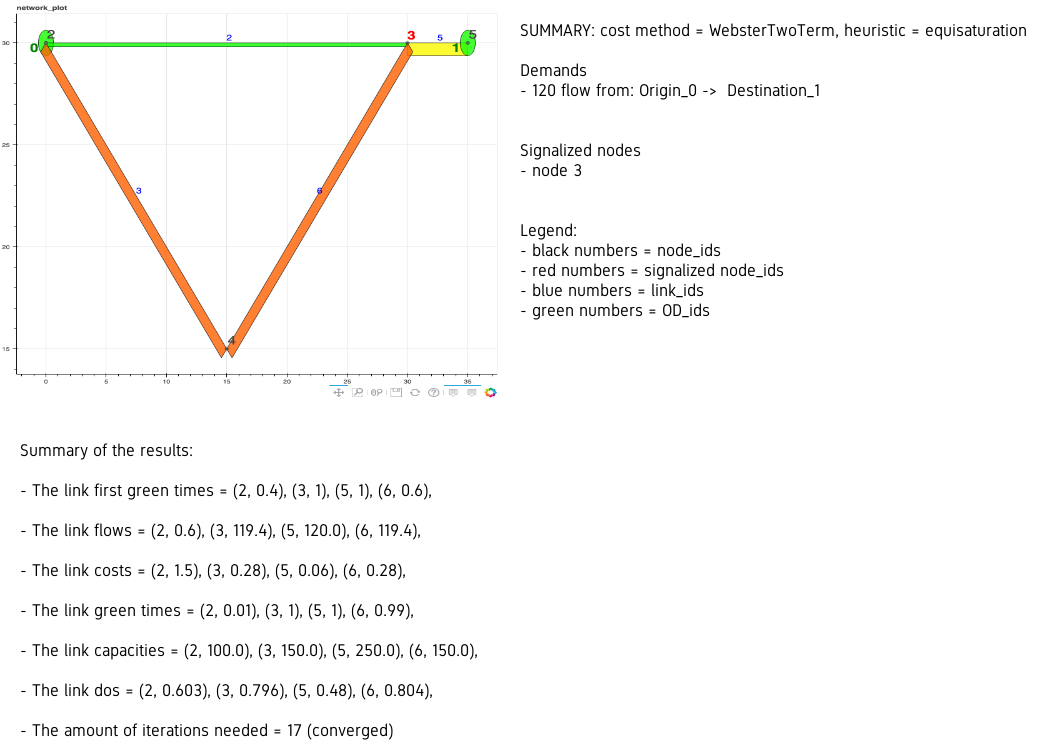 network_plot
SUMMARY: cost method = WebsterTwoTerm, heuristic = equisaturation
Demands
- 120 flow from: Origin_0 -> Destination_1
Signalized nodes
- node 3
Legend:
- black numbers = node_ids
- red numbers = signalized node_ids
- blue numbers = link_ids
- green numbers = OD_ids
30
25
20
15
0
2
2
3
5
1
5
3
6
4
0
5
10
15
20
25
30
35
Summary of the results:
- The link first green times = (2, 0.4), (3, 1), (5, 1), (6, 0.6),
- The link flows = (2, 0.6), (3, 119.4), (5, 120.0), (6, 119.4),
- The link costs = (2, 1.5), (3, 0.28), (5, 0.06), (6, 0.28),
- The link green times = (2, 0.01), (3, 1), (5, 1), (6, 0.99),
- The link capacities = (2, 100.0), (3, 150.0), (5, 250.0), (6, 150.0),
- The link dos = (2, 0.603), (3, 0.796), (5, 0.48), (6, 0.804),
- The amount of iterations needed = 17 (converged)